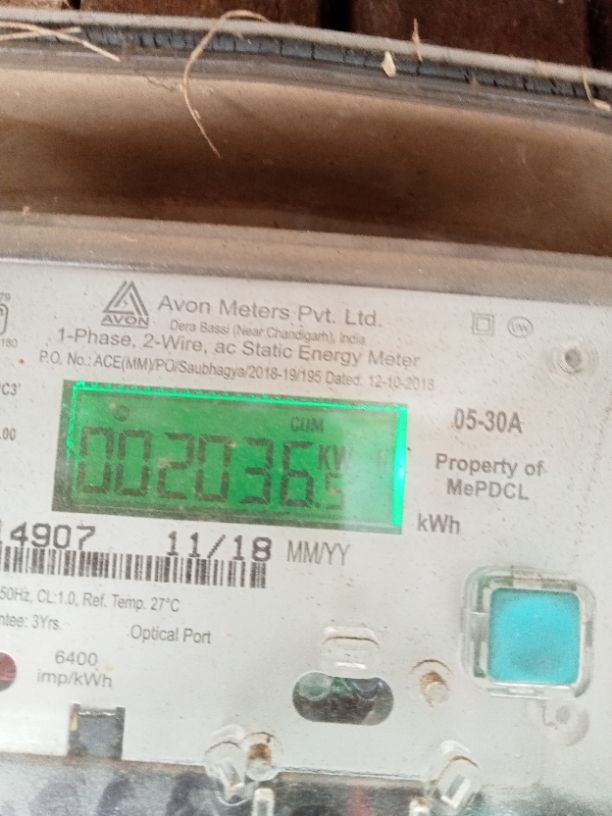 AVON
Avon Meters Pvt. Ltd.
Dera Bassi (Near Chandigarh), India
1-Phase, 2-Wire, ac Static Energy Meter
P.O. No.: ACE(MM)/PO/Saubhagya/2018-19/195 Dated: 12-10-2018
CUM
002036.5
kWh
05-30A
Property of
MePDCL
4907 11/18 MM/YY
50Hz, CL:1.0, Ref. Temp. 27°C
3Yrs.
Optical Port
6400
imp/kWh